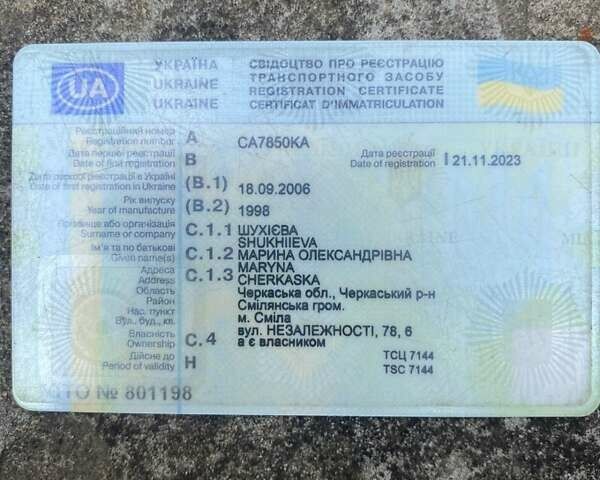 УКРАЇНА СВІДОЦТВО ПРО РЕЄСТРАЦІЮ
UKRAINE ТРАНСПОРТНОГО ЗАСОБУ
UKRAINE REGISTRATION CERTIFICATE
CERTIFICAT D'IMMATRICULATION
UA
Реєстраційний номер
Registration number A CA7850KA
Дата першої реєстрації
Date of first registration B
Дата реєстрації
Date of registration I 21.11.2023
Дата першої реєстрації в Україні
Date of first registration in Ukraine (B.1) 18.09.2006
Рік випуску
Year of manufacture (B.2) 1998
Прізвище або організація
Surname or company C.1.1 ШУХІЄВА
SHUKHIIEVA
Ім'я та по батькові
Given name(s) C.1.2 МАРИНА ОЛЕКСАНДРІВНА
MARYNA
Адреса
Address C.1.3 CHERKASKA
Область Черкаська обл., Черкаський р-н
Район Смілянська гром.
Нас. пункт м. Сміла
Вул., буд., кв. вул. НЕЗАЛЕЖНОСТІ, 78, 6
Власність
Ownership C.4 а є власником
Дійсне до
Period of validity H
ТСЦ 7144
TSC 7144
№ 801198